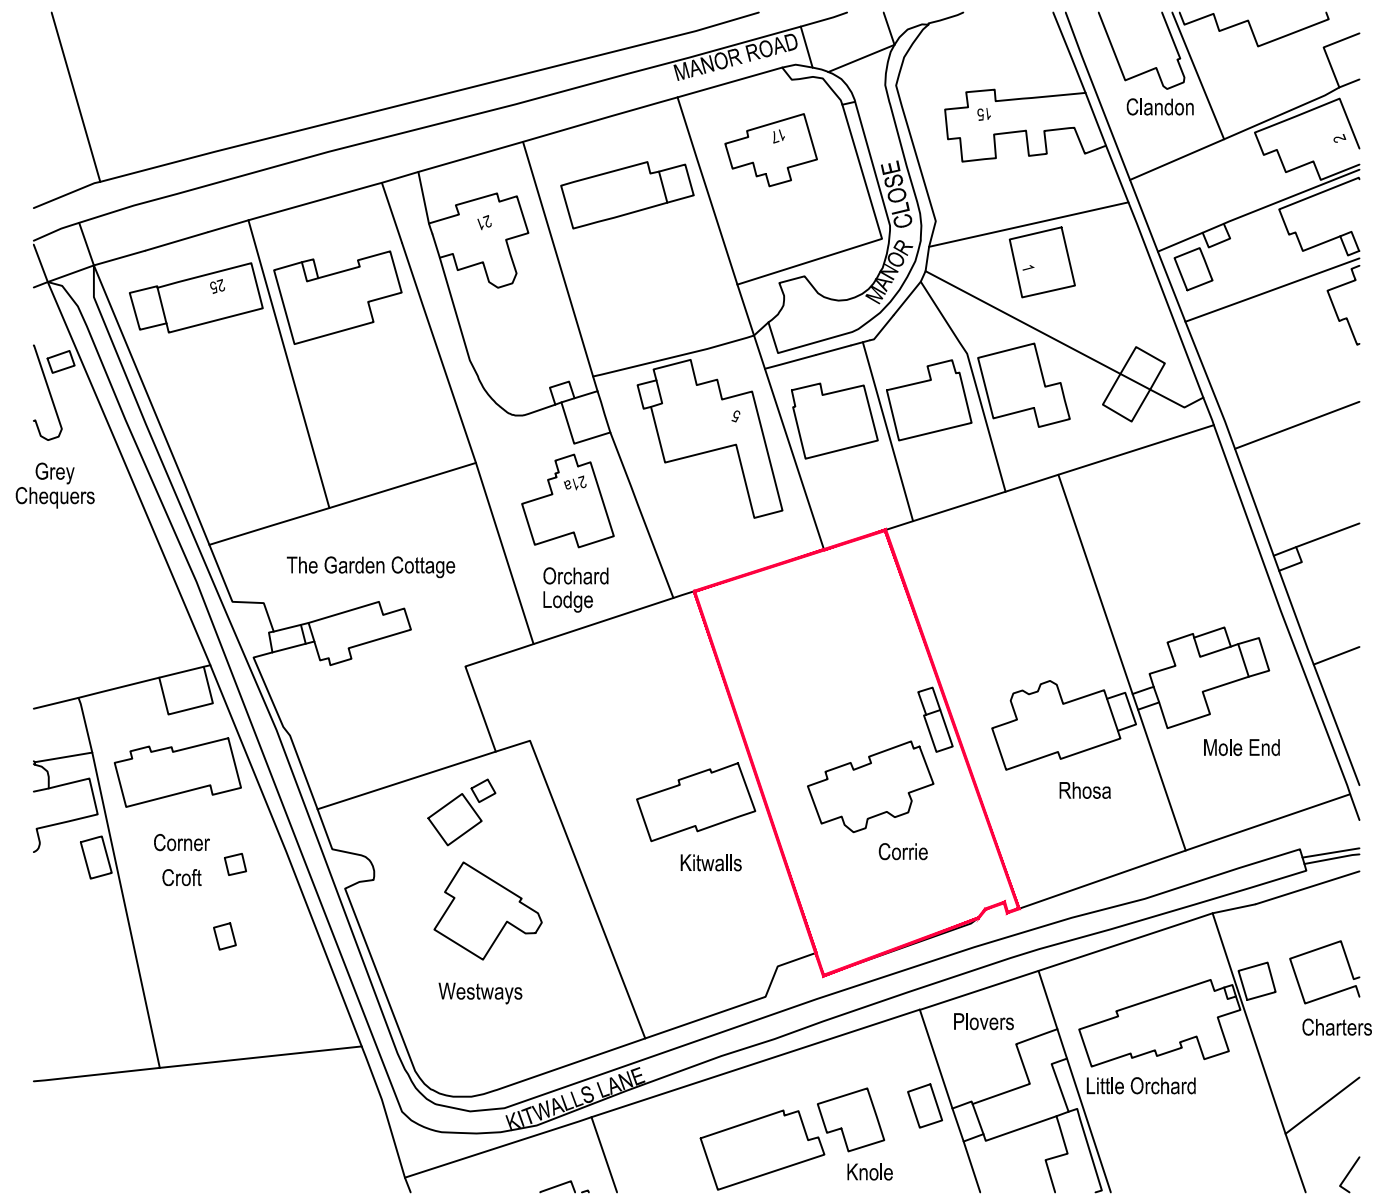 MANOR ROAD
Clandon
15
17
2
MANOR CLOSE
21
1
25
5
Grey
Chequers
21a
The Garden Cottage
Orchard
Lodge
Mole End
Rhosa
Corner
Croft
Corrie
Kitwalls
Westways
Plovers
Charters
KITWALLS LANE
Little Orchard
Knole